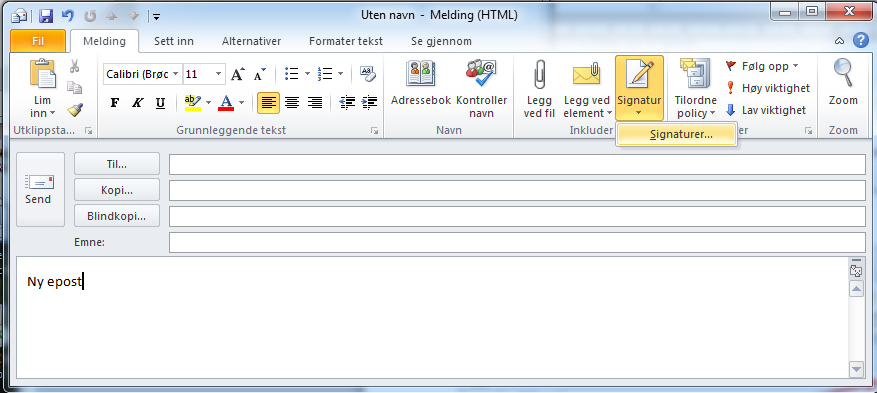 Uten navn - Melding (HTML)
Fil Melding Sett inn Alternativer Formater tekst Se gjennom
Calibri (Brøc 11
F K U
Lim inn
Adressebok Kontroller navn
Legg ved fil Legg ved element Signatur
Tilordne policy
Følg opp
Høy viktighet
Lav viktighet
Zoom
Utklippsta... Grunnleggende tekst Navn Inkluder er Zoom
Signaturer...
Send
Til...
Kopi...
Blindkopi...
Emne:
Ny epost